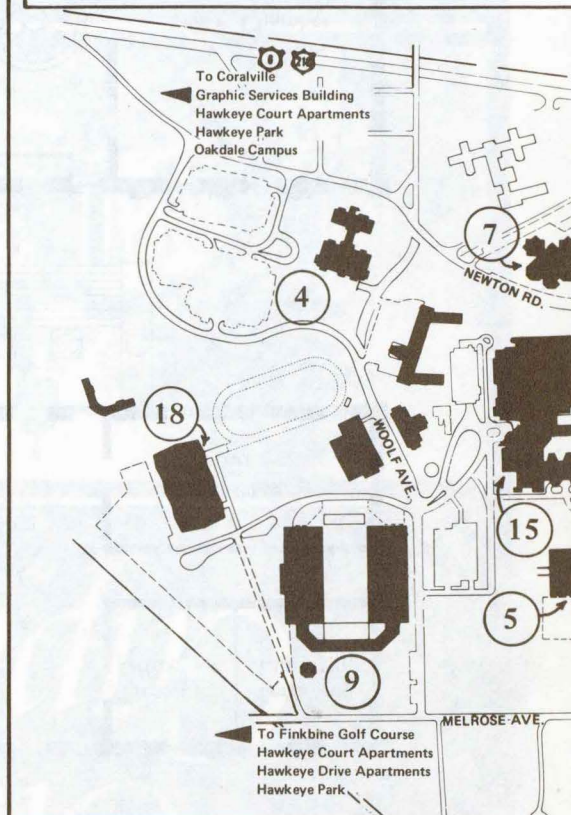 6 218
To Coralville
Graphic Services Building
Hawkeye Court Apartments
Hawkeye Park
Oakdale Campus
7
NEWTON RD.
4
18
WOOLF AVE.
15
5
9
MELROSE AVE.
To Finkbine Golf Course
Hawkeye Court Apartments
Hawkeye Drive Apartments
Hawkeye Park